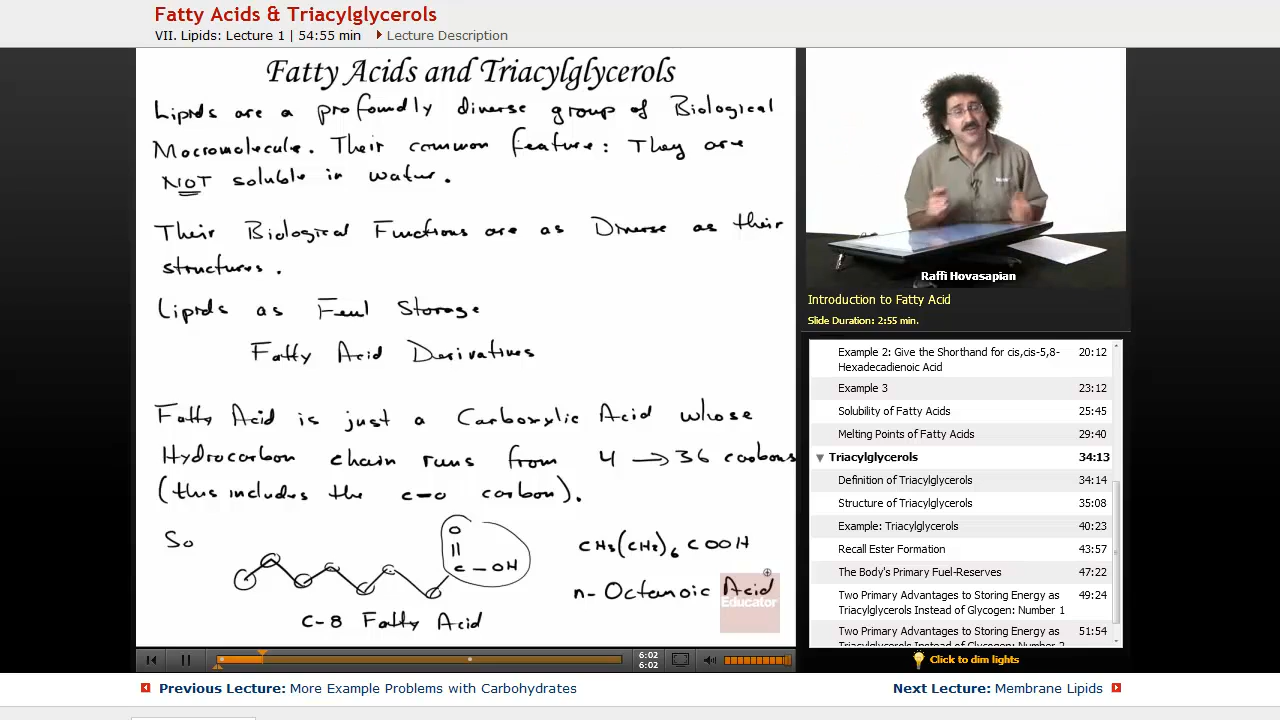 Fatty Acids & Triacylglycerols
VII. Lipids: Lecture 1 | 54:55 min
Lecture Description
Fatty Acids and Triacylglycerols
Lipids are a profoundly diverse group of Biological
Macromolecule. Their common feature: They are
NOT soluble in water.
Their Biological Functions are as Diverse as their
structures.
Lipids as Fuel Storage
Fatty Acid Derivatives
Fatty Acid is just a Carboxylic Acid whose
Hydrocarbon chain runs from 4 → 36 carbons
(this includes the c=o carbon).
So
O
||
C - OH
CH3(CH2)6 COOH
n- Octanoic Acid
Educator
C-8 Fatty Acid
Raffi Hovasapian
Introduction to Fatty Acid
Slide Duration: 2:55 min.
Example 2: Give the Shorthand for cis,cis-5,8-Hexadecadienoic Acid 20:12
Example 3 23:12
Solubility of Fatty Acids 25:45
Melting Points of Fatty Acids 29:40
Triacylglycerols 34:13
Definition of Triacylglycerols 34:14
Structure of Triacylglycerols 35:08
Example: Triacylglycerols 40:23
Recall Ester Formation 43:57
The Body's Primary Fuel-Reserves 47:22
Two Primary Advantages to Storing Energy as 49:24
Triacylglycerols Instead of Glycogen: Number 1
Two Primary Advantages to Storing Energy as 51:54
Triacylglycerols Instead of Glycogen: Number 2
6:02
6:02
Click to dim lights
Previous Lecture: More Example Problems with Carbohydrates
Next Lecture: Membrane Lipids